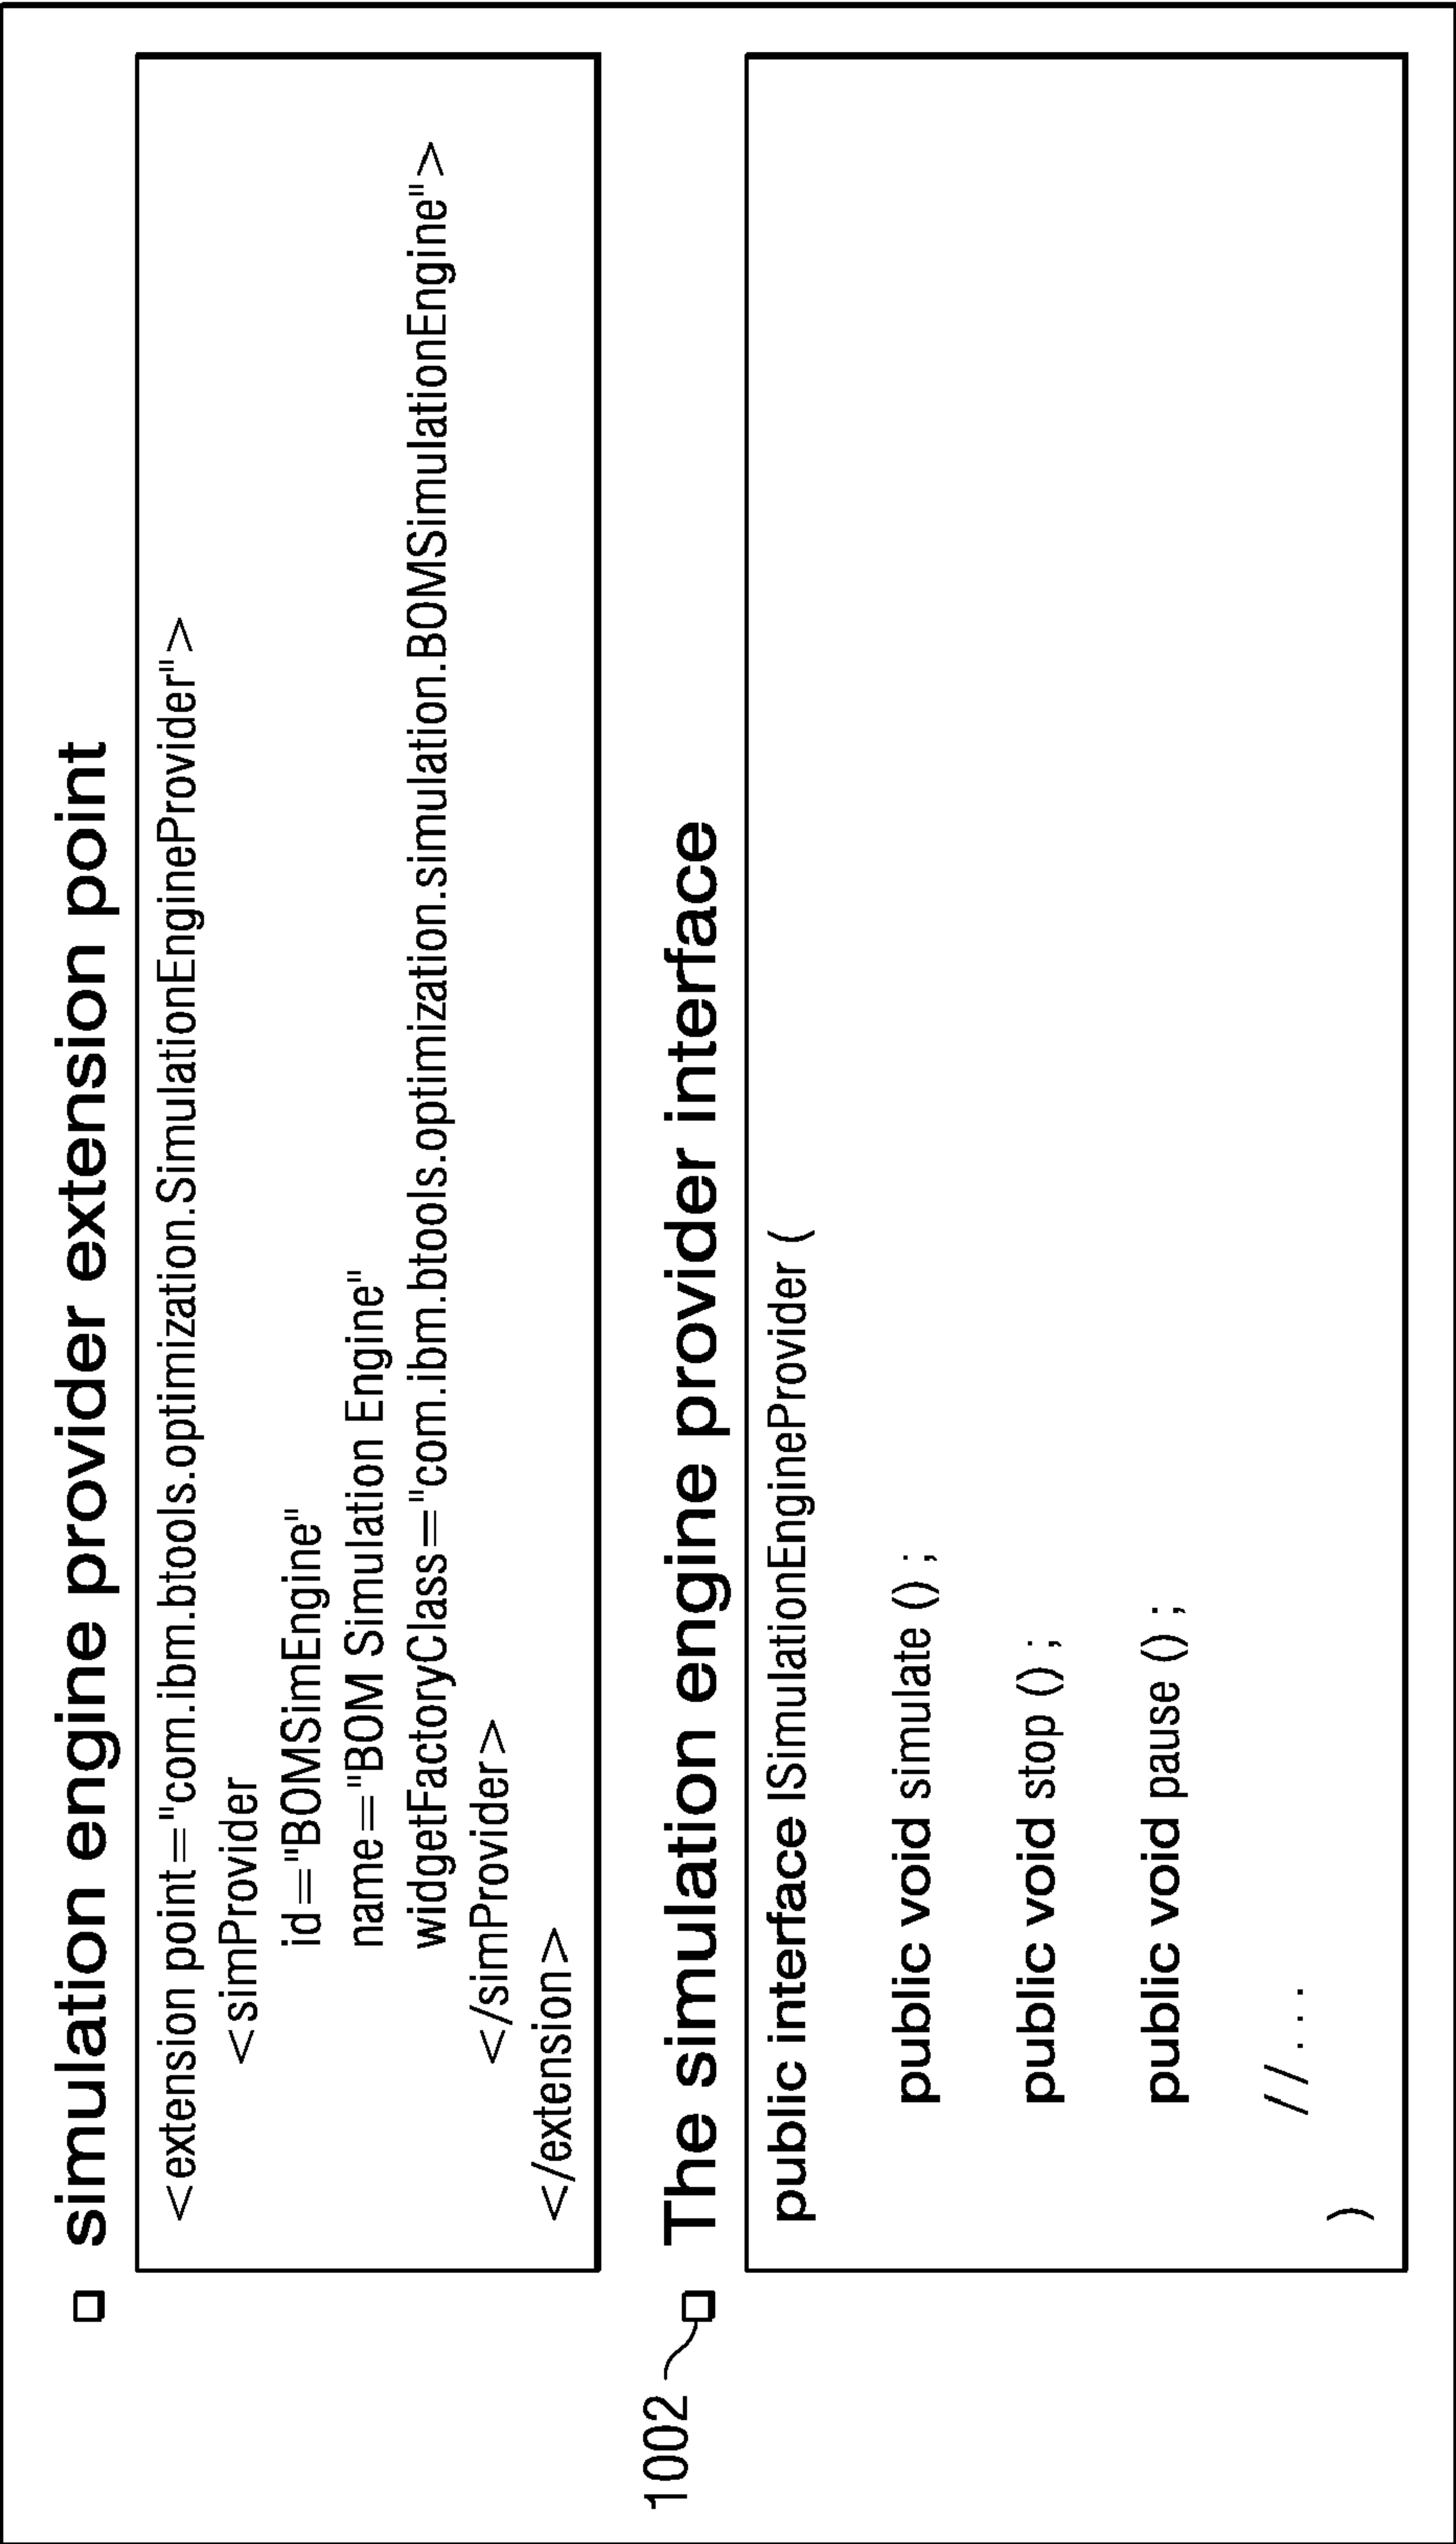 simulation engine provider extension point
<extension point="com.ibm.btools.optimization.SimulationEngineProvider">
<simProvider
id="BOMSimEngine"
name="BOM Simulation Engine"
widgetFactoryClass="com.ibm.btools.optimization.simulation.BOMSimulationEngine">
</simProvider>
</extension>
1002
The simulation engine provider interface
public interface ISimulationEngineProvider (
public void simulate () ;
public void stop () ;
public void pause () ;
// . . .
)